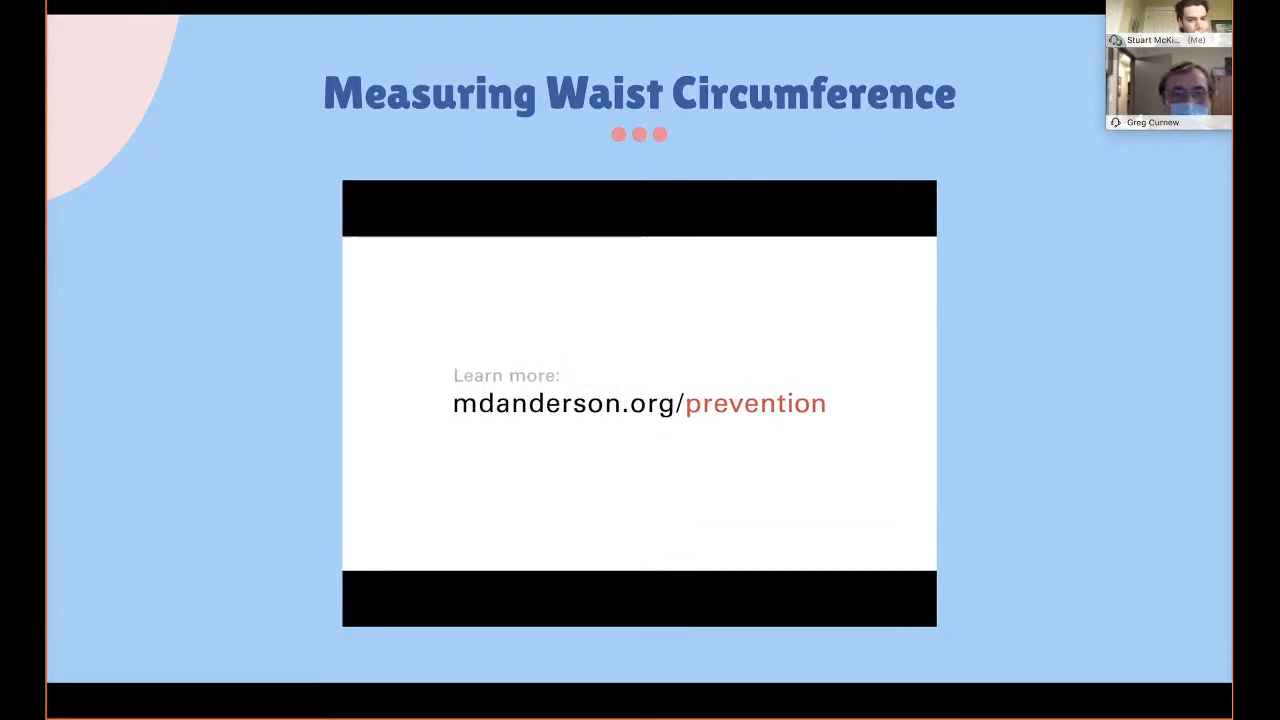 Measuring Waist Circumference
Stuart McKi... (Me)
Greg Curnew
Learn more:
mdanderson.org/prevention